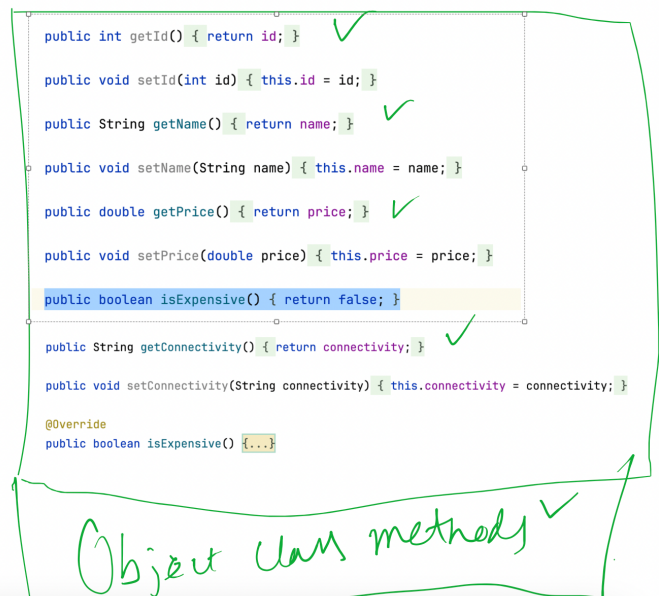 public int getId() { return id; }
public void setId(int id) { this.id = id; }
public String getName() { return name; }
public void setName(String name) { this.name = name; }
public double getPrice() { return price; }
public void setPrice(double price) { this.price = price; }
public boolean isExpensive() { return false; }
public String getConnectivity() { return connectivity; }
public void setConnectivity(String connectivity) { this.connectivity = connectivity; }
@Override
public boolean isExpensive() {...}
Object class methods